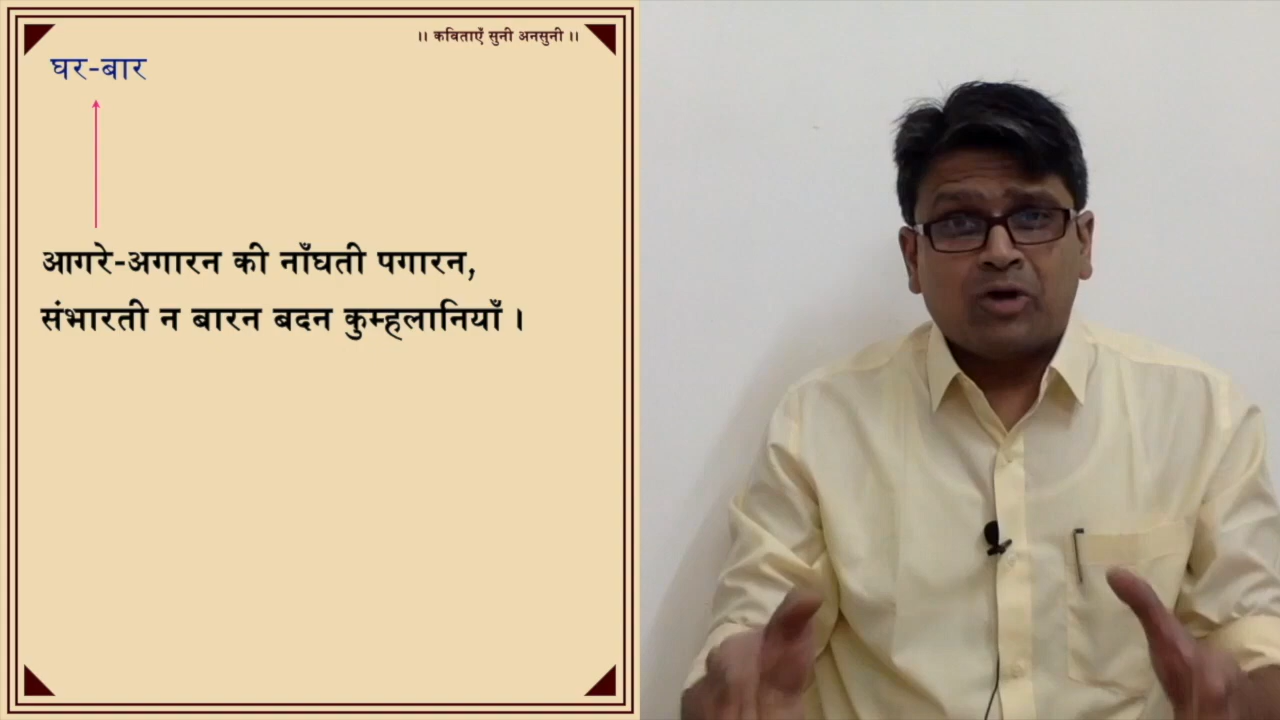 ।। कविताएँ सुनी अनसुनी ।।
घर-बार
आगरे-अगारन की नाँघती पगारन,
संभारती न बारन बदन कुम्हलानियाँ ।